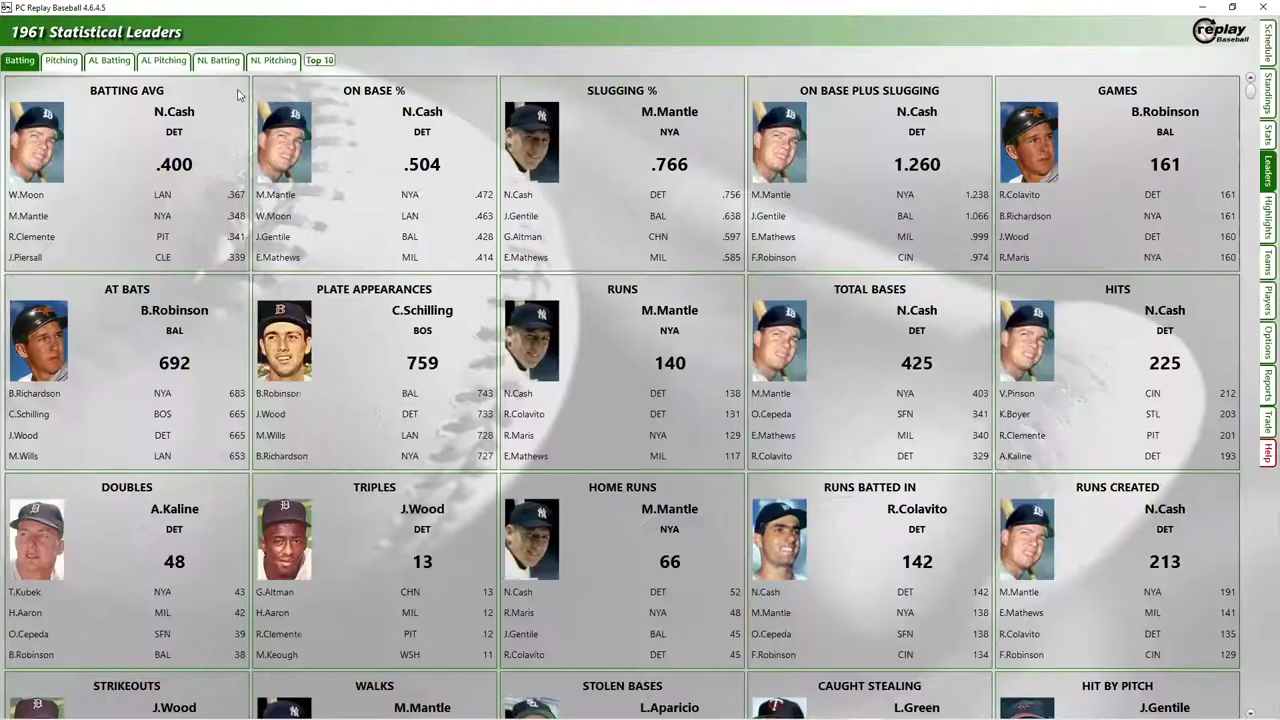 PC Replay Baseball 4.6.4.5
1961 Statistical Leaders
replay
Baseball
Batting Pitching AL Batting AL Pitching NL Batting NL Pitching Top 10
BATTING AVG
N.Cash
DET
.400
W.Moon LAN .367
M.Mantle NYA .348
R.Clemente PIT .341
J.Piersall CLE .339
ON BASE %
N.Cash
DET
.504
M.Mantle NYA .472
W.Moon LAN .463
J.Gentile BAL .428
E.Mathews MIL .414
SLUGGING %
M.Mantle
NYA
.766
N.Cash DET .756
J.Gentile BAL .638
G.Altman CHN .597
E.Mathews MIL .585
ON BASE PLUS SLUGGING
N.Cash
DET
1.260
M.Mantle NYA 1.238
J.Gentile BAL 1.066
E.Mathews MIL .999
F.Robinson CIN .974
GAMES
B.Robinson
BAL
161
R.Colavito DET 161
B.Richardson NYA 161
J.Wood DET 160
R.Maris NYA 160
AT BATS
B.Robinson
BAL
692
B.Richardson NYA 683
C.Schilling BOS 665
J.Wood DET 665
M.Wills LAN 653
PLATE APPEARANCES
C.Schilling
BOS
759
B.Robinson BAL 743
J.Wood DET 733
M.Wills LAN 728
B.Richardson NYA 727
RUNS
M.Mantle
NYA
140
N.Cash DET 138
R.Colavito DET 131
R.Maris NYA 129
E.Mathews MIL 117
TOTAL BASES
N.Cash
DET
425
M.Mantle NYA 403
O.Cepeda SFN 341
E.Mathews MIL 340
R.Colavito DET 329
HITS
N.Cash
DET
225
V.Pinson CIN 212
K.Boyer STL 203
R.Clemente PIT 201
A.Kaline DET 193
DOUBLES
A.Kaline
DET
48
T.Kubek NYA 43
H.Aaron MIL 42
O.Cepeda SFN 39
B.Robinson BAL 38
TRIPLES
J.Wood
DET
13
G.Altman CHN 13
H.Aaron MIL 12
R.Clemente PIT 12
M.Keough WSH 11
HOME RUNS
M.Mantle
NYA
66
N.Cash DET 52
R.Maris NYA 48
J.Gentile BAL 45
R.Colavito DET 45
RUNS BATTED IN
R.Colavito
DET
142
N.Cash DET 142
M.Mantle NYA 138
O.Cepeda SFN 138
F.Robinson CIN 134
RUNS CREATED
N.Cash
DET
213
M.Mantle NYA 191
E.Mathews MIL 141
R.Colavito DET 135
F.Robinson CIN 129
STRIKEOUTS
J.Wood
WALKS
M.Mantle
STOLEN BASES
L.Aparicio
CAUGHT STEALING
L.Green
HIT BY PITCH
J.Gentile
Schedule
Standings
Stats
Leaders
Highlights
Teams
Players
Options
Reports
Trade
Help